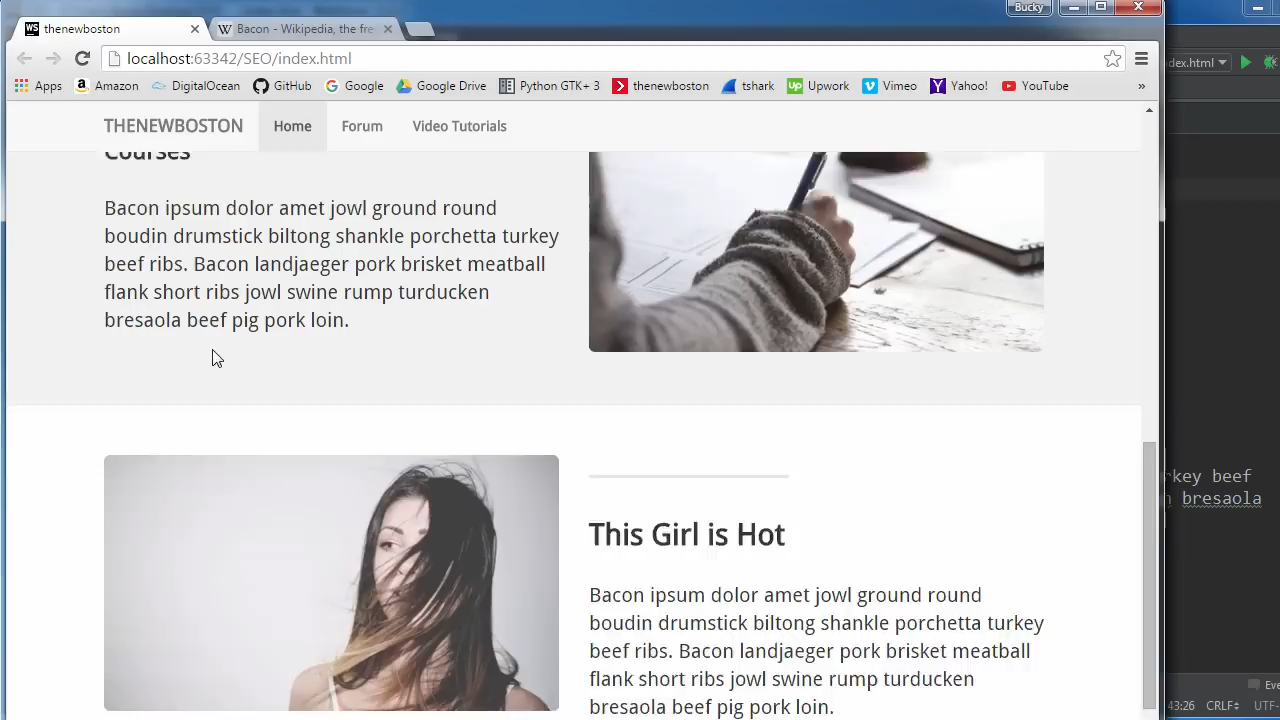 Bucky
thenewboston
Bacon - Wikipedia, the fre
localhost:63342/SEO/index.html
dex.html
Apps
Amazon
DigitalOcean
GitHub
Google
Google Drive
Python GTK+ 3
thenewboston
tshark
Upwork
Vimeo
Yahoo!
YouTube
»
THENEWBOSTON
Home
Forum
Video Tutorials
Courses
Bacon ipsum dolor amet jowl ground round
boudin drumstick biltong shankle porchetta turkey
beef ribs. Bacon landjaeger pork brisket meatball
flank short ribs jowl swine rump turducken
bresaola beef pig pork loin.
This Girl is Hot
Bacon ipsum dolor amet jowl ground round
boudin drumstick biltong shankle porchetta turkey
beef ribs. Bacon landjaeger pork brisket meatball
flank short ribs jowl swine rump turducken
bresaola beef pig pork loin.
rkey beef
bresaola
Eve
43:26 CRLF UTF-